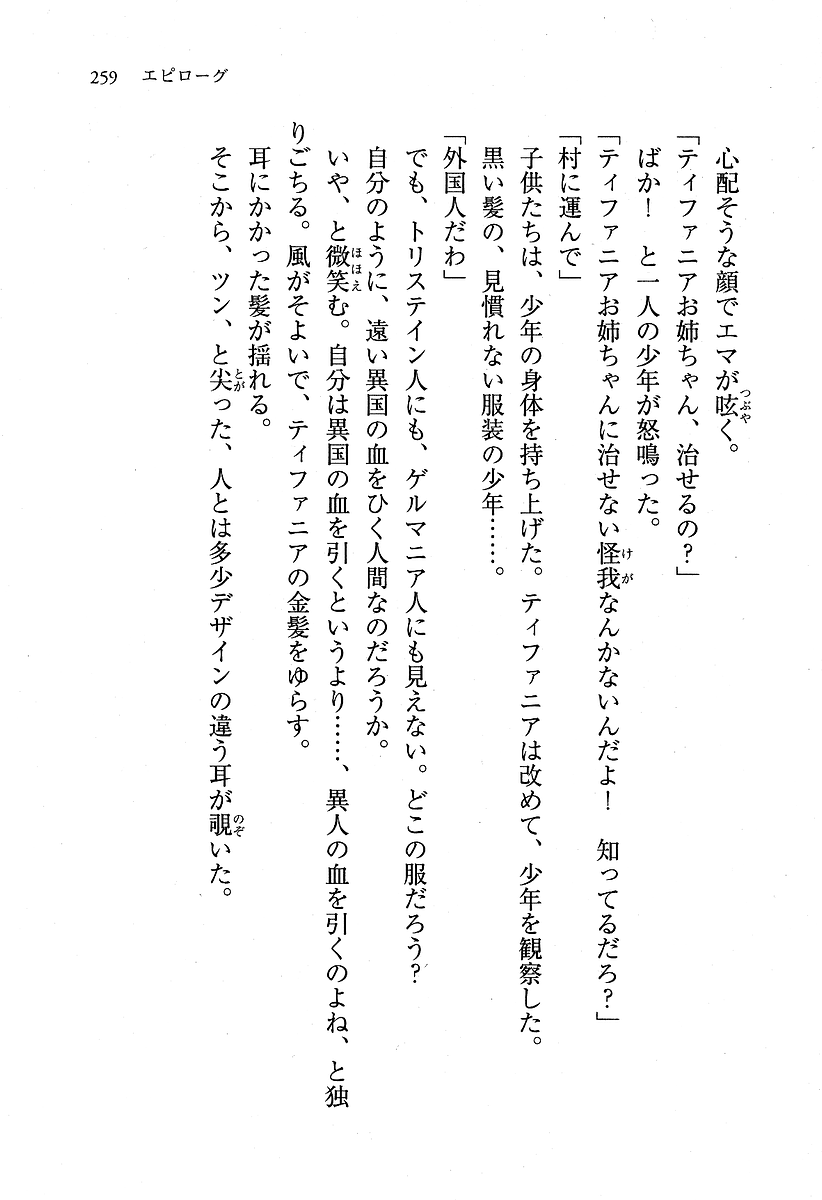 259　エピローグ
心配そうな顔でエマが呟く。
「ティファニアお姉ちゃん、治せるの？」
ばか！　と一人の少年が怒鳴った。
「ティファニアお姉ちゃんに治せない怪我なんかないんだよ！　知ってるだろ？」
「村に運んで」
子供たちは、少年の身体を持ち上げた。ティファニアは改めて、少年を観察した。
黒い髪の、見慣れない服装の少年……。
「外国人だわ」
でも、トリステイン人にも、ゲルマニア人にも見えない。どこの服だろう？
自分のように、遠い異国の血をひく人間なのだろうか。
いや、と微笑む。自分は異国の血を引くというより……、異人の血を引くのよね、と独
りごちる。風がそよいで、ティファニアの金髪をゆらす。
耳にかかった髪が揺れる。
そこから、ツン、と尖った、人とは多少デザインの違う耳が覗いた。